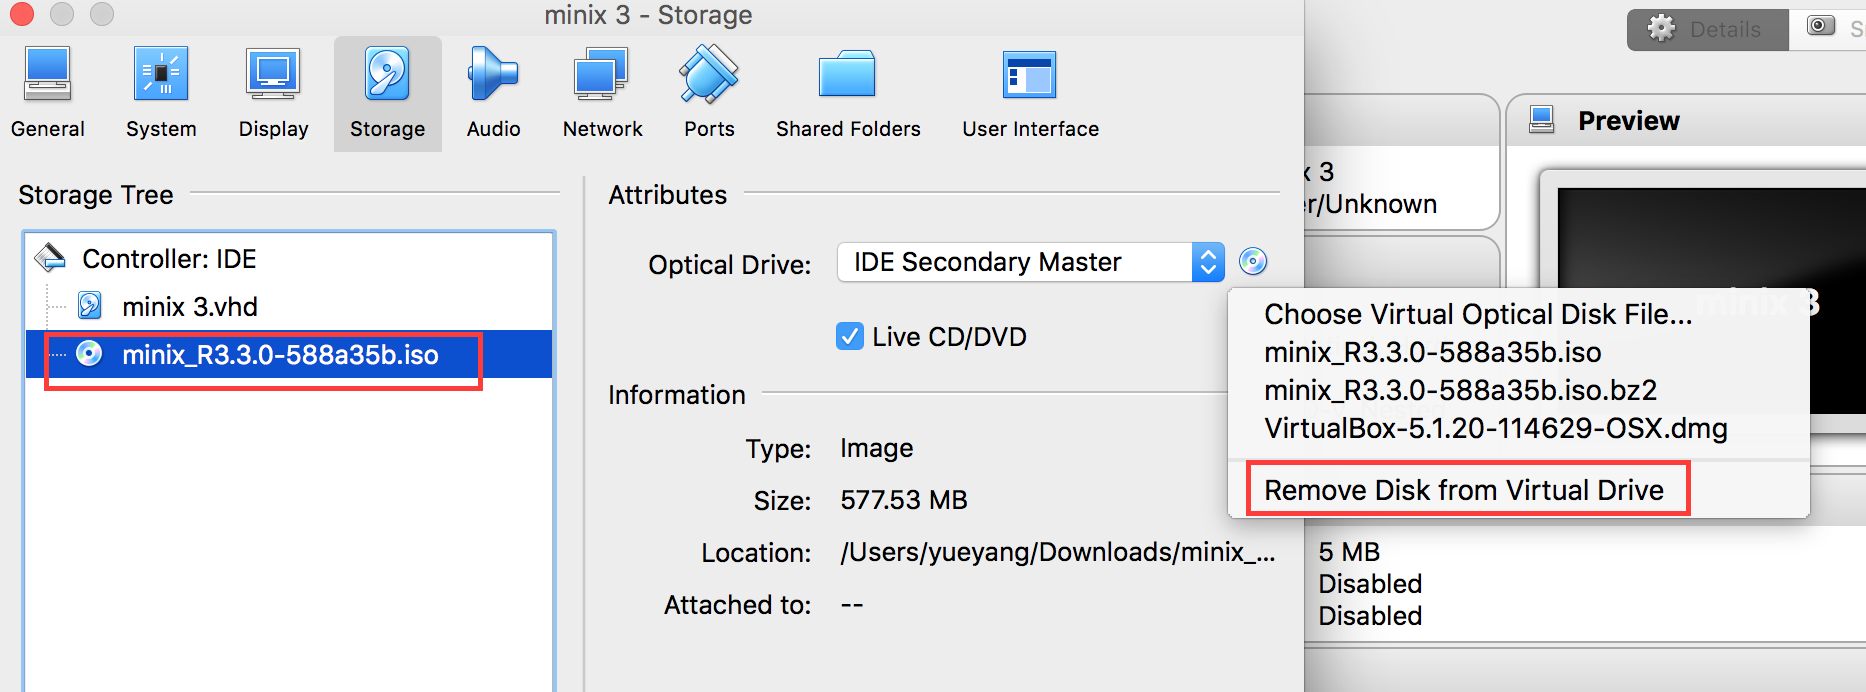 minix 3 - Storage
General
System
Display
Storage
Audio
Network
Ports
Shared Folders
User Interface
Storage Tree
Controller: IDE
minix 3.vhd
minix_R3.3.0-588a35b.iso
Attributes
Optical Drive:
IDE Secondary Master
Live CD/DVD
Information
Type:
Image
Size:
577.53 MB
Location:
/Users/yueyang/Downloads/minix_...
Attached to:
--
Choose Virtual Optical Disk File...
minix_R3.3.0-588a35b.iso
minix_R3.3.0-588a35b.iso.bz2
VirtualBox-5.1.20-114629-OSX.dmg
Remove Disk from Virtual Drive
Details
S
Preview
x 3
er/Unknown
minix 3
5 MB
Disabled
Disabled